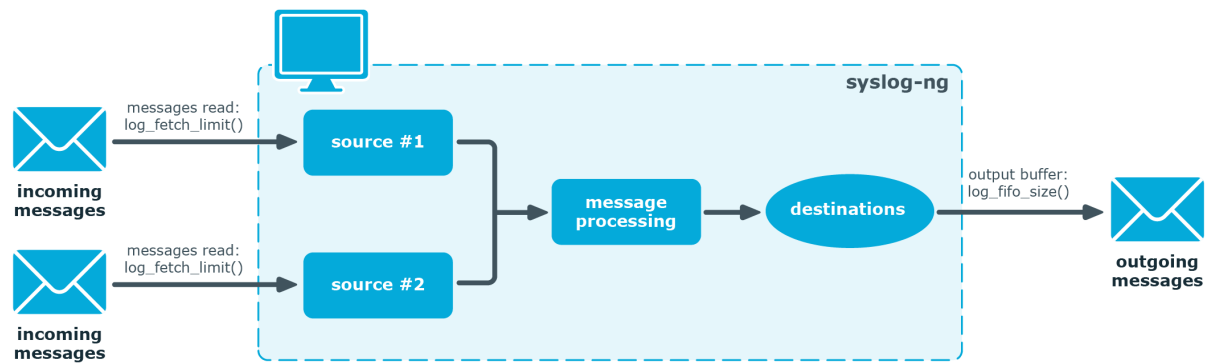 syslog-ng
messages read:
log_fetch_limit()
source #1
incoming
messages
message
processing
destinations
output buffer:
log_fifo_size()
outgoing
messages
messages read:
log_fetch_limit()
source #2
incoming
messages